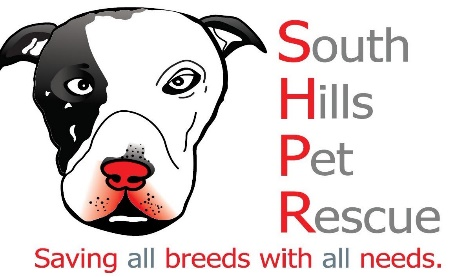 South
Hills
Pet
Rescue
Saving all breeds with all needs.